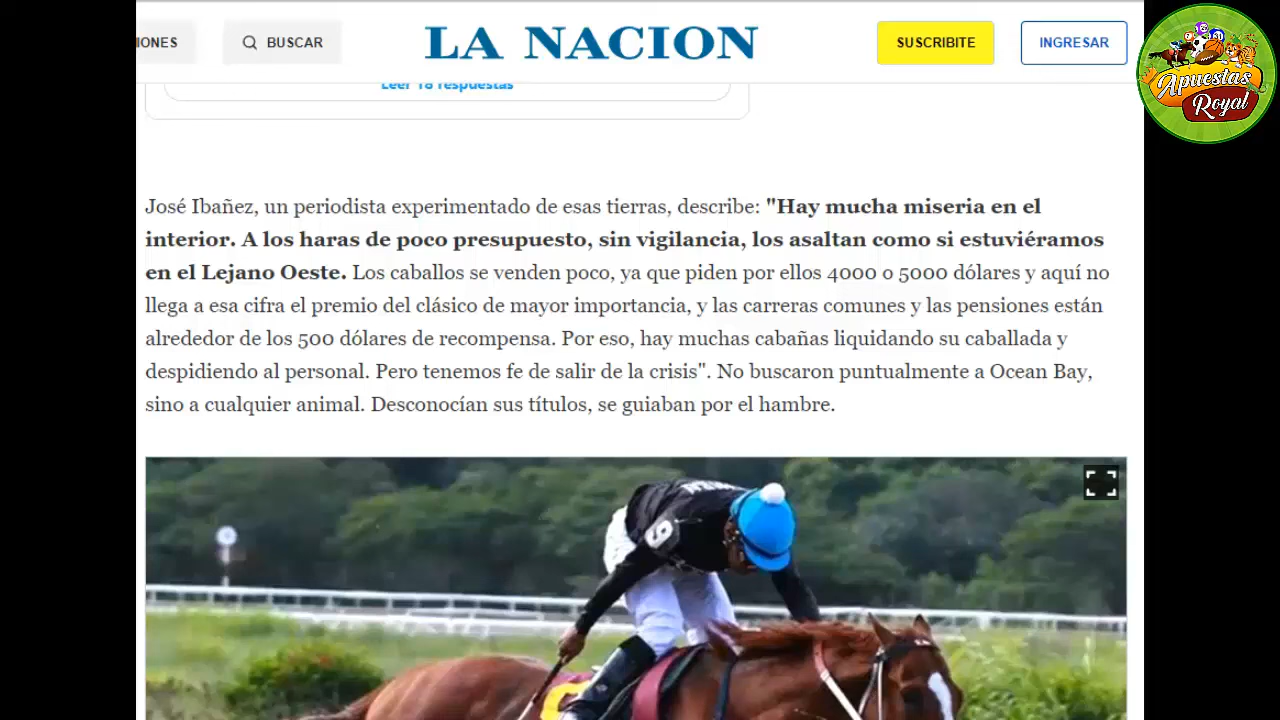 IONES
BUSCAR
LA NACION
SUSCRIBITE
INGRESAR
Apuestas
Royal
Leer 18 respuestas
José Ibañez, un periodista experimentado de esas tierras, describe: "Hay mucha miseria en el
interior. A los haras de poco presupuesto, sin vigilancia, los asaltan como si estuviéramos
en el Lejano Oeste. Los caballos se venden poco, ya que piden por ellos 4000 o 5000 dólares y aquí no
llega a esa cifra el premio del clásico de mayor importancia, y las carreras comunes y las pensiones están
alrededor de los 500 dólares de recompensa. Por eso, hay muchas cabañas liquidando su caballada y
despidiendo al personal. Pero tenemos fe de salir de la crisis". No buscaron puntualmente a Ocean Bay,
sino a cualquier animal. Desconocían sus títulos, se guiaban por el hambre.